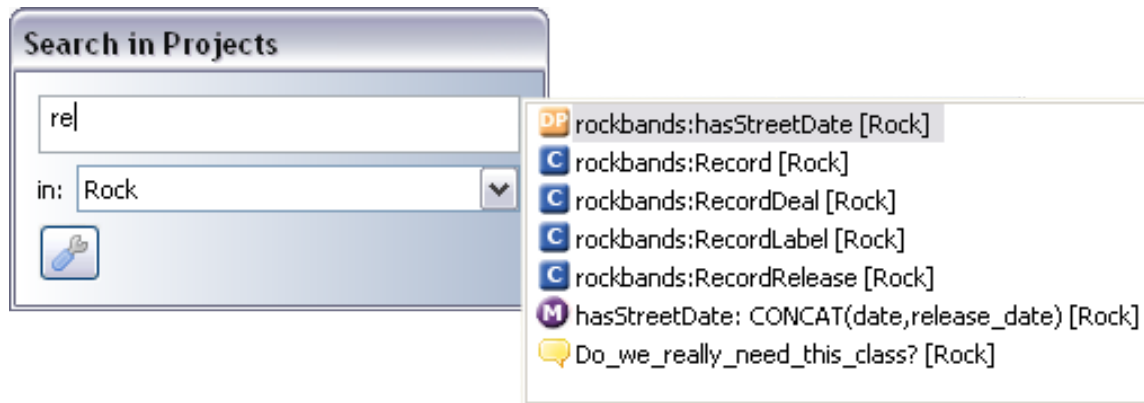 Search in Projects
re
in: Rock
DP rockbands:hasStreetDate [Rock]
C rockbands:Record [Rock]
C rockbands:RecordDeal [Rock]
C rockbands:RecordLabel [Rock]
C rockbands:RecordRelease [Rock]
M hasStreetDate: CONCAT(date,release_date) [Rock]
Do_we_really_need_this_class? [Rock]